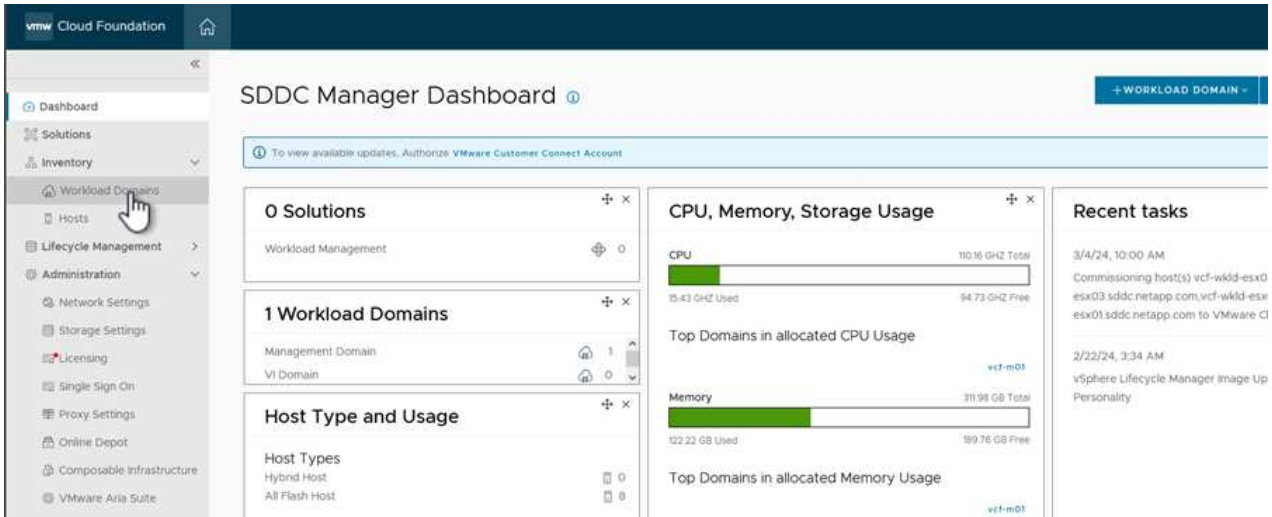 vmw Cloud Foundation
Dashboard
Solutions
Inventory
Workload Domains
Hosts
Lifecycle Management
Administration
Network Settings
Storage Settings
Licensing
Single Sign On
Proxy Settings
Online Depot
Composable Infrastructure
VMware Aria Suite
SDDC Manager Dashboard
+ WORKLOAD DOMAIN
To view available updates, Authorize VMware Customer Connect Account
0 Solutions
Workload Management 0
1 Workload Domains
Management Domain 1
VI Domain 0
Host Type and Usage
Host Types
Hybrid Host 0
All Flash Host 8
CPU, Memory, Storage Usage
CPU 110.16 GHZ Total
15.43 GHZ Used 94.73 GHZ Free
Top Domains in allocated CPU Usage
vcf-m01
Memory 311.98 GB Total
122.22 GB Used 189.76 GB Free
Top Domains in allocated Memory Usage
vcf-m01
Recent tasks
3/4/24, 10:00 AM
Commissioning host(s) vcf-wkld-esx0
esx03.sddc.netapp.com,vcf-wkld-esx
esx01.sddc.netapp.com to VMware Cl
2/22/24, 3:34 AM
vSphere Lifecycle Manager Image Up
Personality